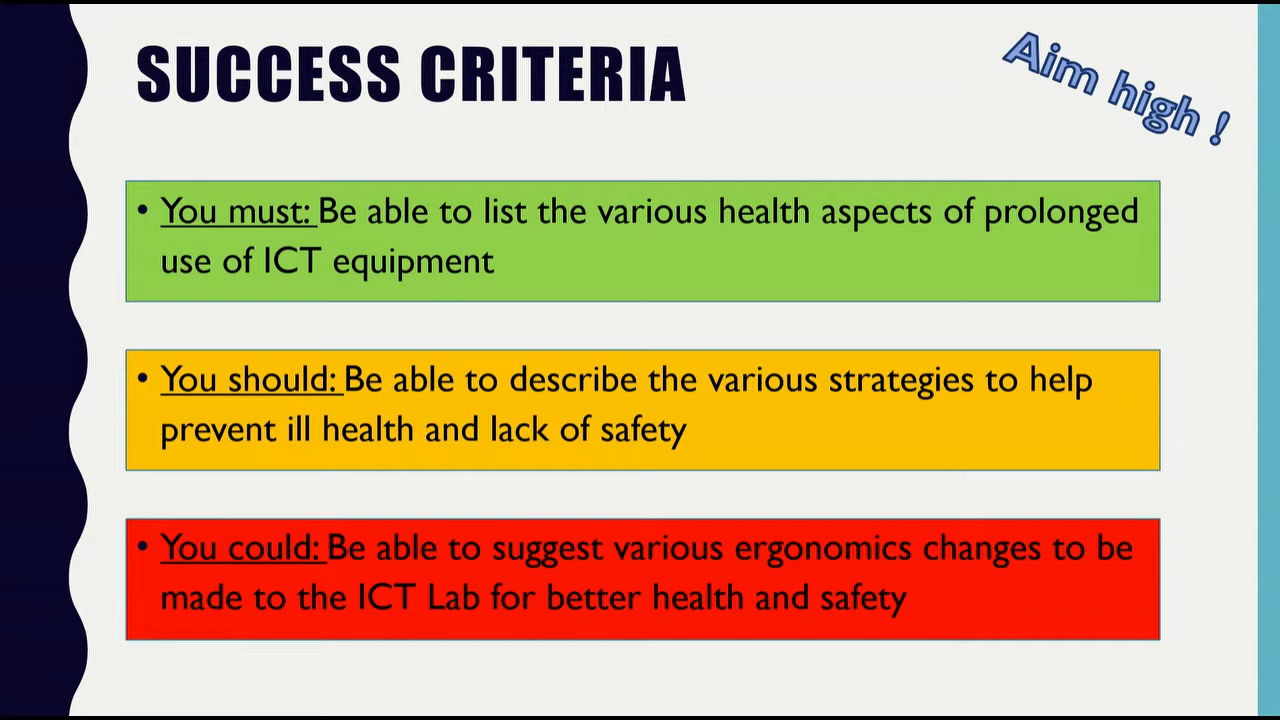 SUCCESS CRITERIA
Aim high !
• You must: Be able to list the various health aspects of prolonged
use of ICT equipment
• You should: Be able to describe the various strategies to help
prevent ill health and lack of safety
• You could: Be able to suggest various ergonomics changes to be
made to the ICT Lab for better health and safety